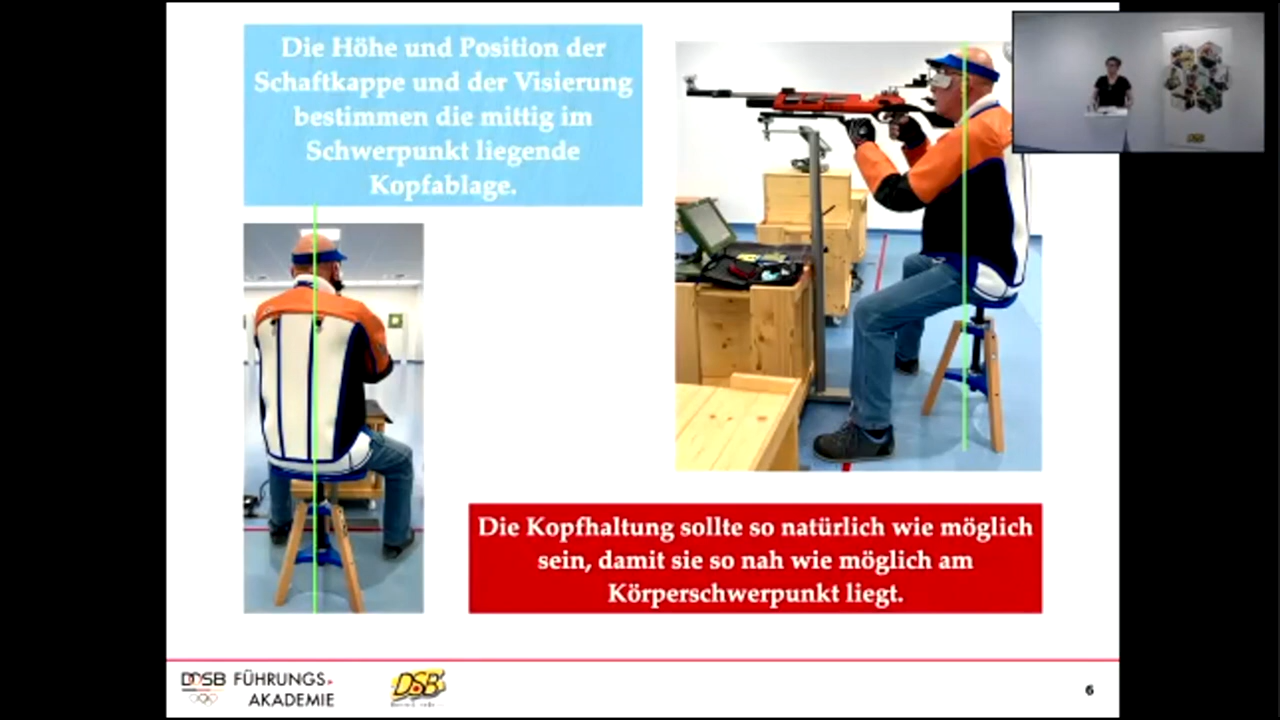 Die Höhe und Position der
Schaftkappe und der Visierung
bestimmen die mittig im
Schwerpunkt liegende
Kopfablage.
Die Kopfhaltung sollte so natürlich wie möglich
sein, damit sie so nah wie möglich am
Körperschwerpunkt liegt.
DOSB FÜHRUNGS
AKADEMIE
DSB
6